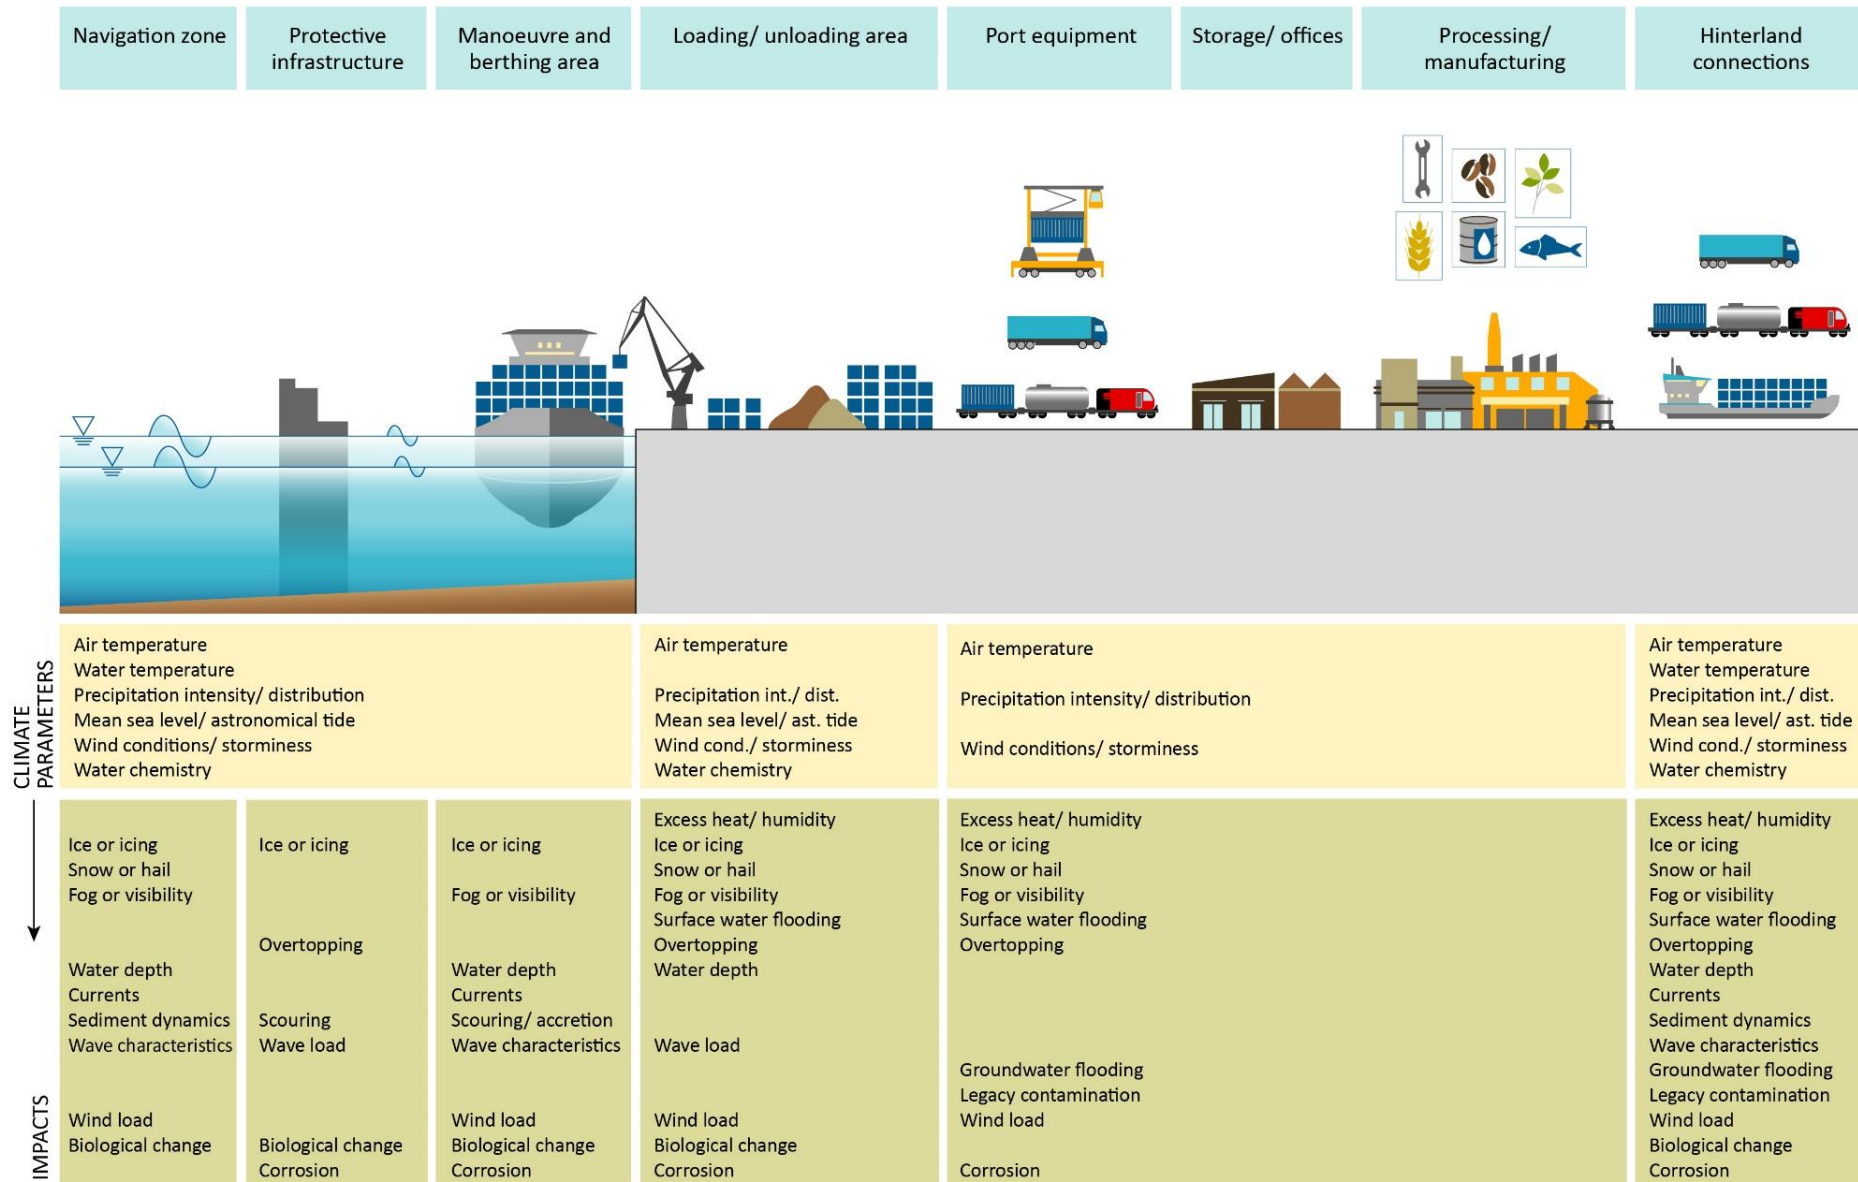 Navigation zone
Protective
infrastructure
Manoeuvre and
berthing area
Loading/ unloading area
Port equipment
Storage/ offices
Processing/
manufacturing
Hinterland
connections
CLIMATE
PARAMETERS
Air temperature
Water temperature
Precipitation intensity/ distribution
Mean sea level/ astronomical tide
Wind conditions/ storminess
Water chemistry
Air temperature
Precipitation int./ dist.
Mean sea level/ ast. tide
Wind cond./ storminess
Water chemistry
Air temperature
Precipitation intensity/ distribution
Wind conditions/ storminess
Air temperature
Water temperature
Precipitation int./ dist.
Mean sea level/ ast. tide
Wind cond./ storminess
Water chemistry
IMPACTS
Ice or icing
Snow or hail
Fog or visibility
Water depth
Currents
Sediment dynamics
Wave characteristics
Wind load
Biological change
Ice or icing
Overtopping
Scouring
Wave load
Biological change
Corrosion
Ice or icing
Fog or visibility
Water depth
Currents
Scouring/ accretion
Wave characteristics
Wind load
Biological change
Corrosion
Excess heat/ humidity
Ice or icing
Snow or hail
Fog or visibility
Surface water flooding
Overtopping
Water depth
Wave load
Wind load
Biological change
Corrosion
Excess heat/ humidity
Ice or icing
Snow or hail
Fog or visibility
Surface water flooding
Overtopping
Groundwater flooding
Legacy contamination
Wind load
Corrosion
Excess heat/ humidity
Ice or icing
Snow or hail
Fog or visibility
Surface water flooding
Overtopping
Water depth
Currents
Sediment dynamics
Wave characteristics
Groundwater flooding
Legacy contamination
Wind load
Biological change
Corrosion